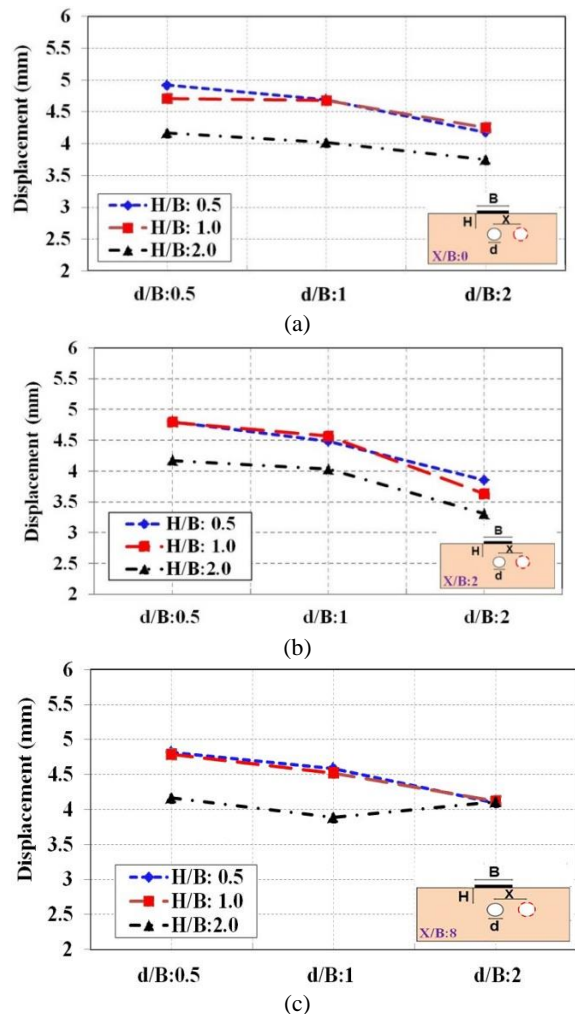 Displacement (mm)
6
5.5
5
4.5
4
3.5
3
2.5
2
H/B: 0.5
H/B: 1.0
H/B:2.0
B
H
X
d
X/B:0
d/B:0.5 d/B:1 d/B:2
(a)
Displacement (mm)
6
5.5
5
4.5
4
3.5
3
2.5
2
H/B: 0.5
H/B: 1.0
H/B:2.0
B
H
X
d
X/B:2
d/B:0.5 d/B:1 d/B:2
(b)
Displacement (mm)
6
5.5
5
4.5
4
3.5
3
2.5
2
H/B: 0.5
H/B: 1.0
H/B:2.0
B
H
X
d
X/B:8
d/B:0.5 d/B:1 d/B:2
(c)